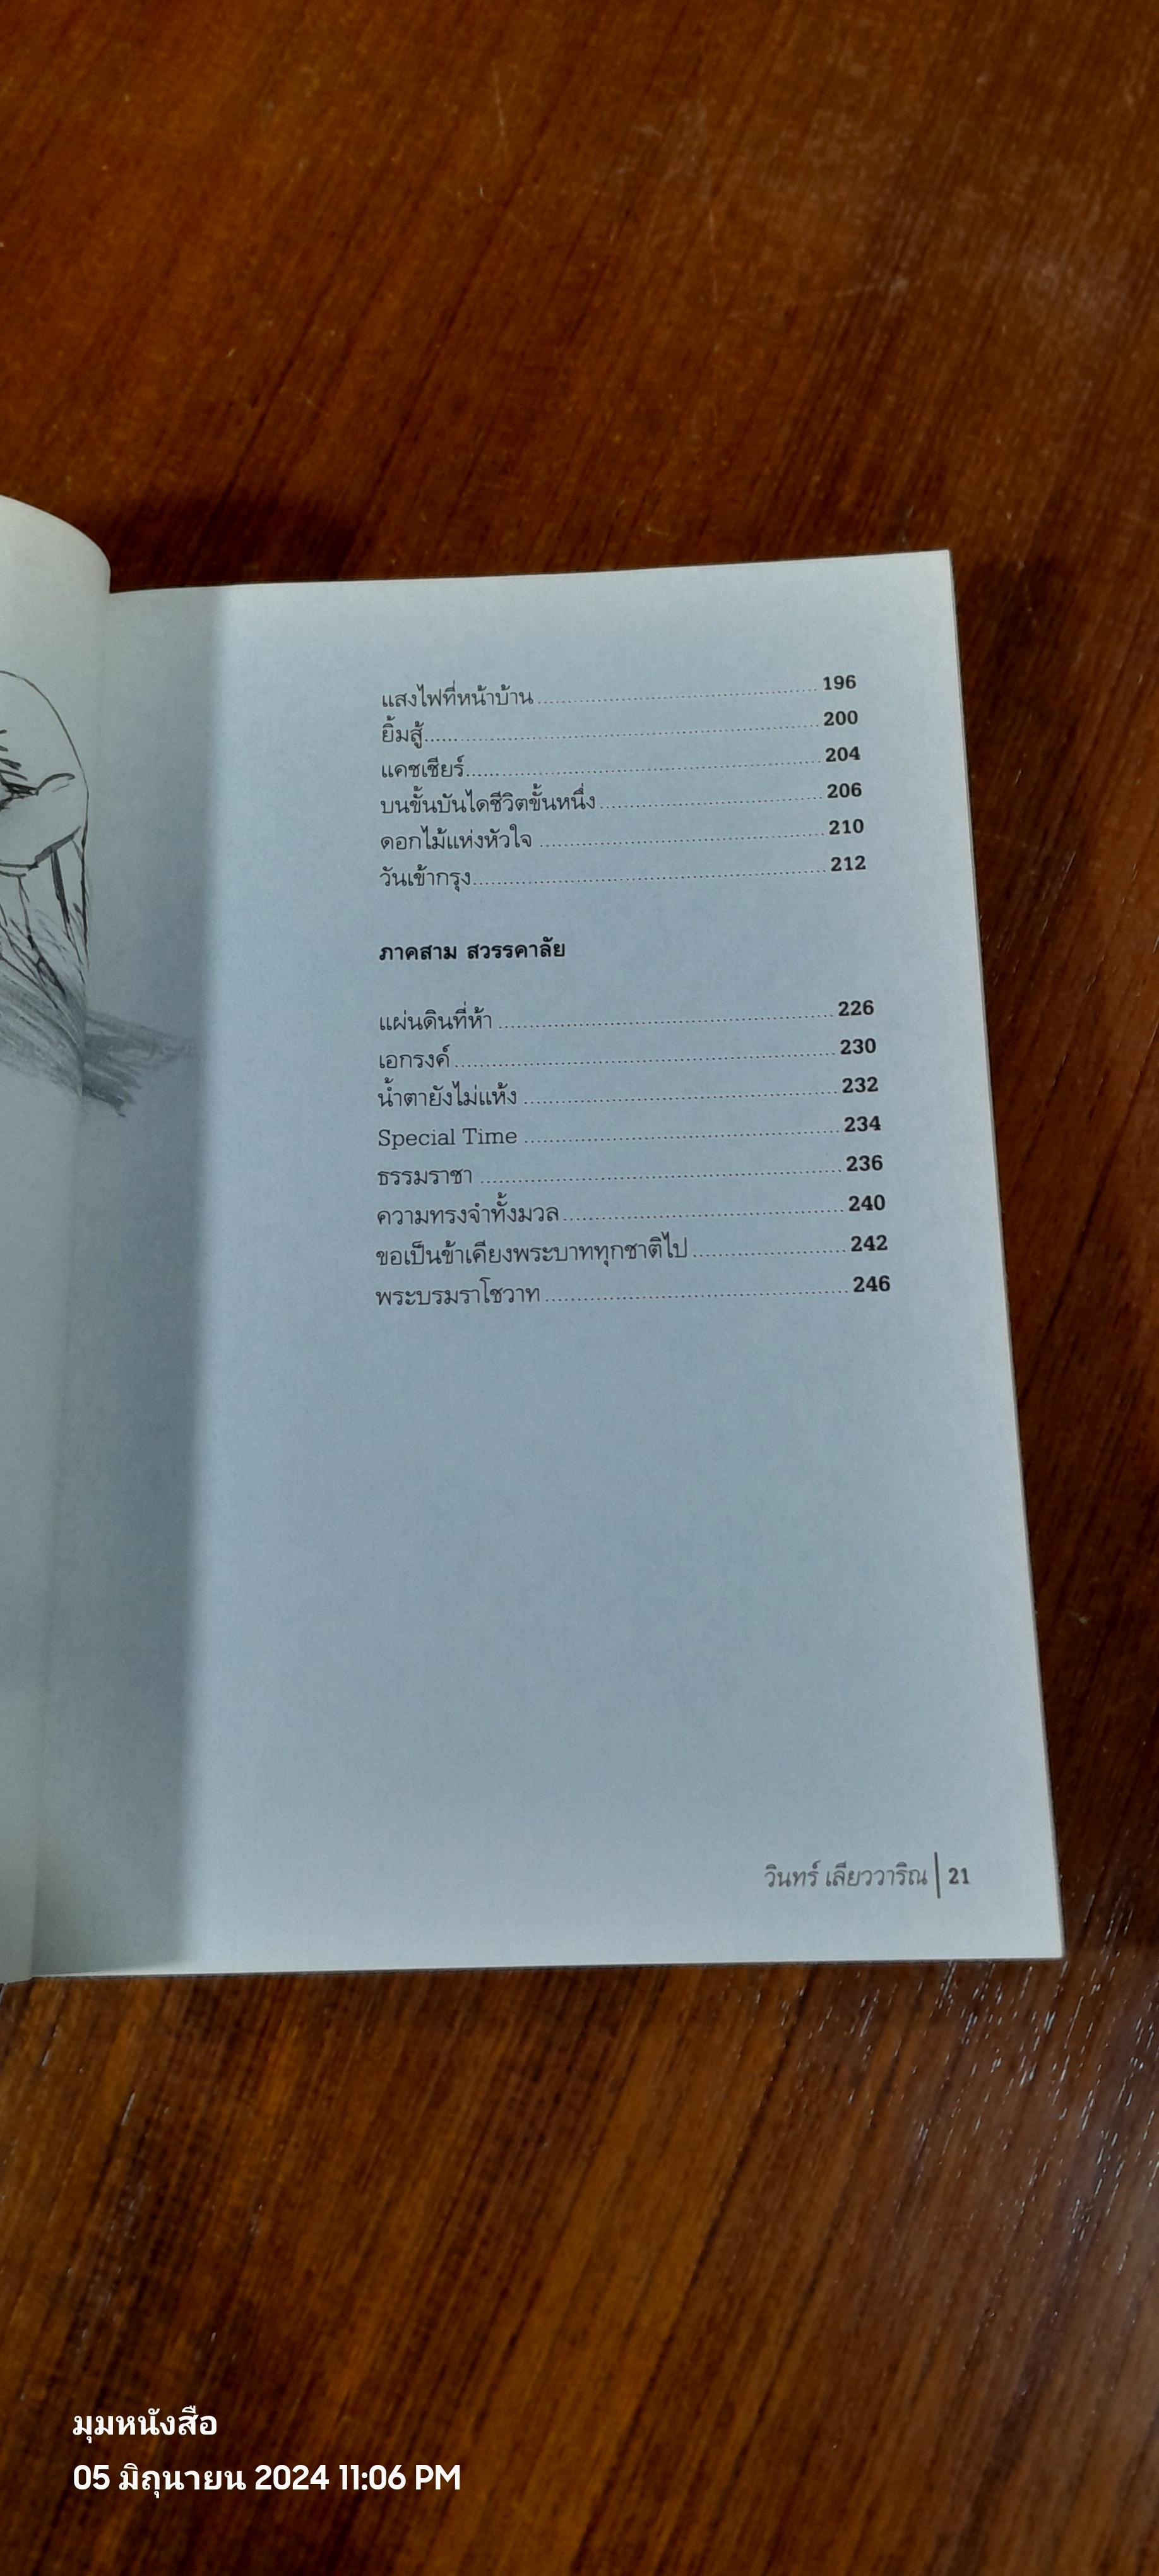 แสงไฟที่หน้าบ้าน ........................................ 196
ยิ้มสู้ ........................................ 200
แคชเชียร์ ........................................ 204
บนขั้นบันไดชีวิตขั้นหนึ่ง ........................................ 206
ดอกไม้แห่งหัวใจ ........................................ 210
วันเข้ากรุง ........................................ 212
ภาคสาม สวรรคาลัย
แผ่นดินที่ห้า ........................................ 226
เอกรงค์ ........................................ 230
น้ำตายังไม่แห้ง ........................................ 232
Special Time ........................................ 234
ธรรมราชา ........................................ 236
ความทรงจำทั้งมวล ........................................ 240
ขอเป็นข้าเคียงพระบาททุกชาติไป ........................................ 242
พระบรมราโชวาท ........................................ 246
วินทร์ เลียววาริณ | 21
มุมหนังสือ
05 มิถุนายน 2024 11:06 PM